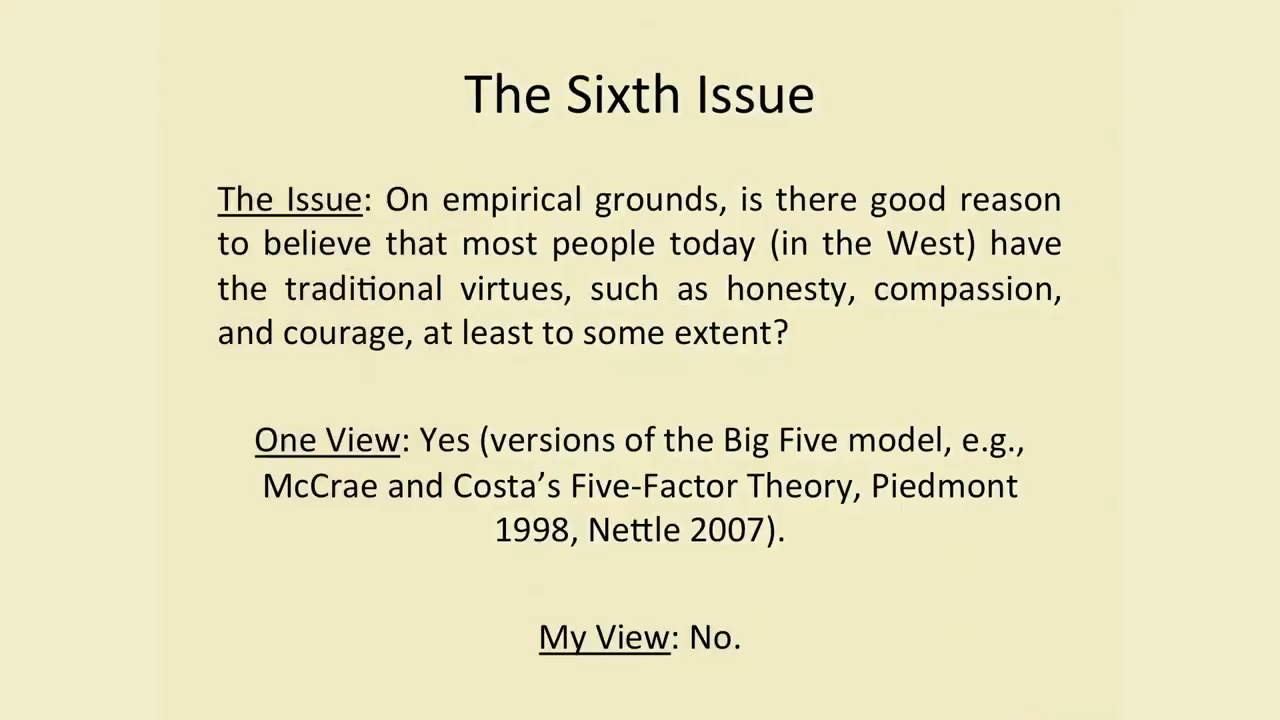 The Sixth Issue
The Issue: On empirical grounds, is there good reason
to believe that most people today (in the West) have
the traditional virtues, such as honesty, compassion,
and courage, at least to some extent?
One View: Yes (versions of the Big Five model, e.g.,
McCrae and Costa’s Five-Factor Theory, Piedmont
1998, Nettle 2007).
My View: No.